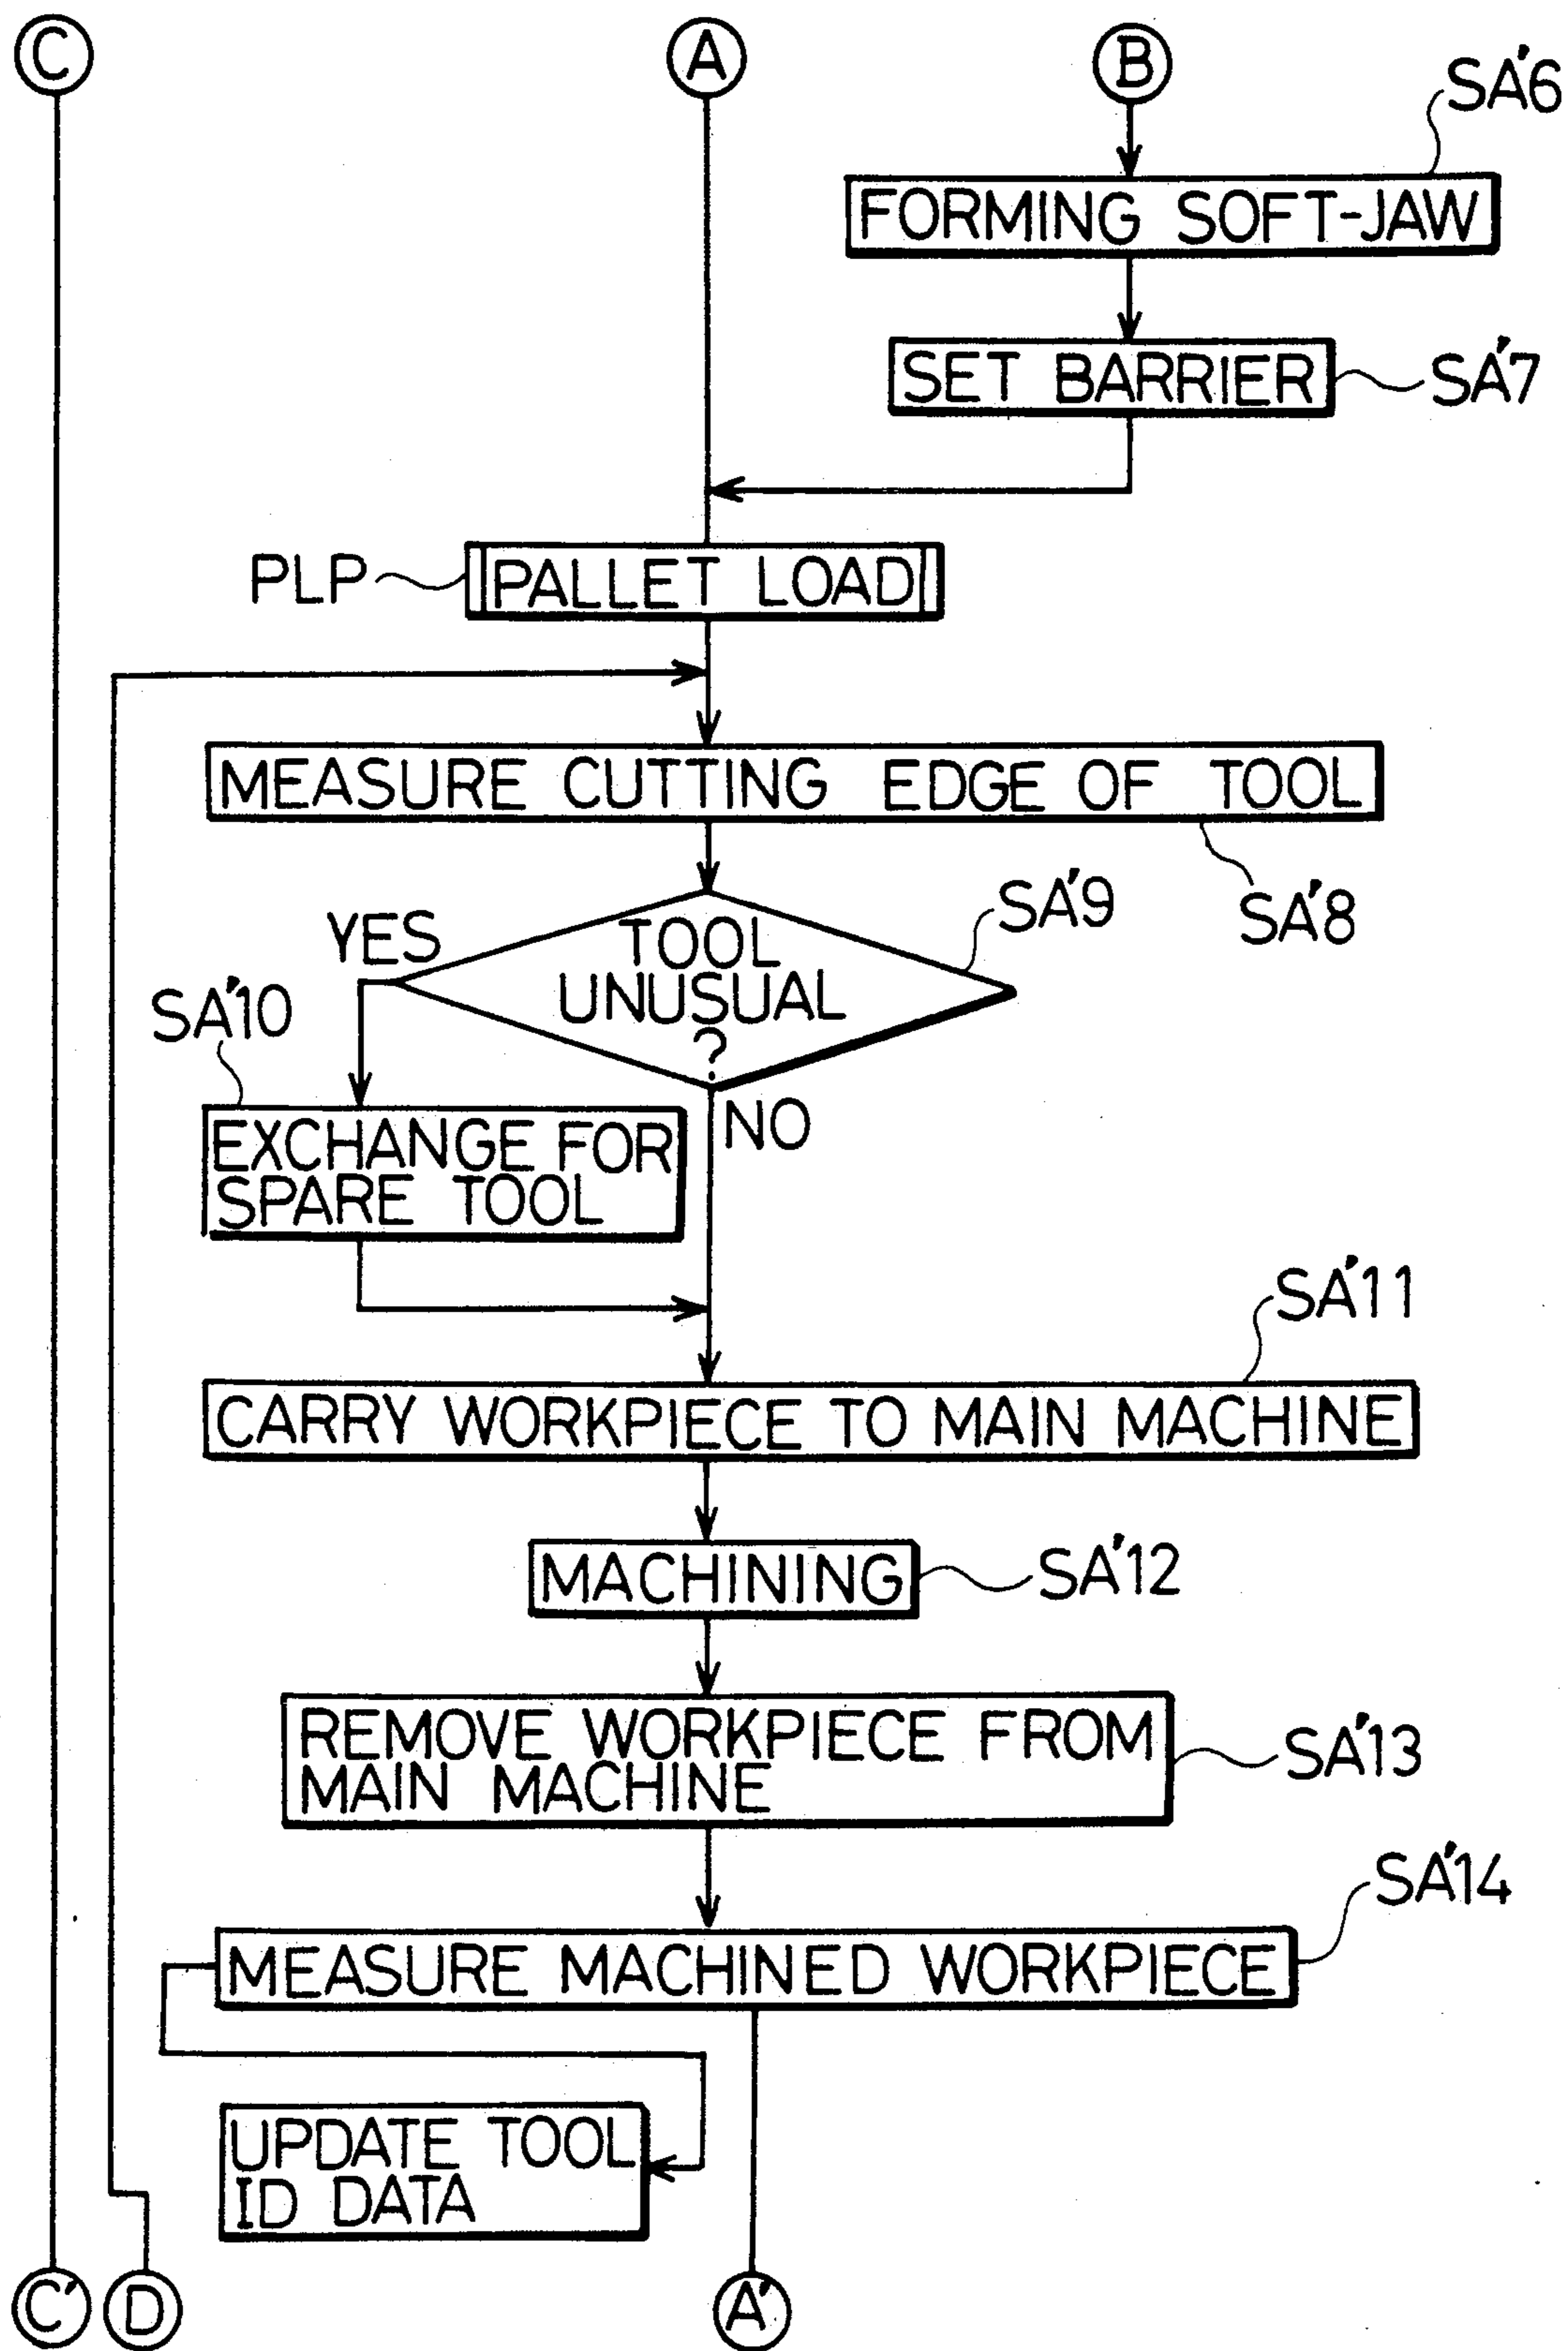 C
A
B
SA'6
FORMING SOFT-JAW
SET BARRIER
SA'7
PLP
PALLET LOAD
MEASURE CUTTING EDGE OF TOOL
SA'8
SA'9
YES
TOOL
UNUSUAL
?
SA'10
NO
EXCHANGE FOR
SPARE TOOL
SA'11
CARRY WORKPIECE TO MAIN MACHINE
MACHINING
SA'12
REMOVE WORKPIECE FROM
MAIN MACHINE
SA'13
SA'14
MEASURE MACHINED WORKPIECE
UPDATE TOOL
ID DATA
C'
D
A'